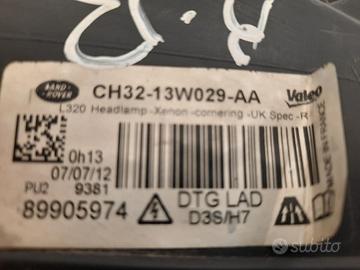 LAND-
ROVER
CH32-13W029-AA
Valeo
L320 Headlamp -Xenon -cornering -UK Spec -R
0h13
07/07/12
PU2 9381
89905974
DTG LAD
D3S/H7
MADE IN FRANCE
subito